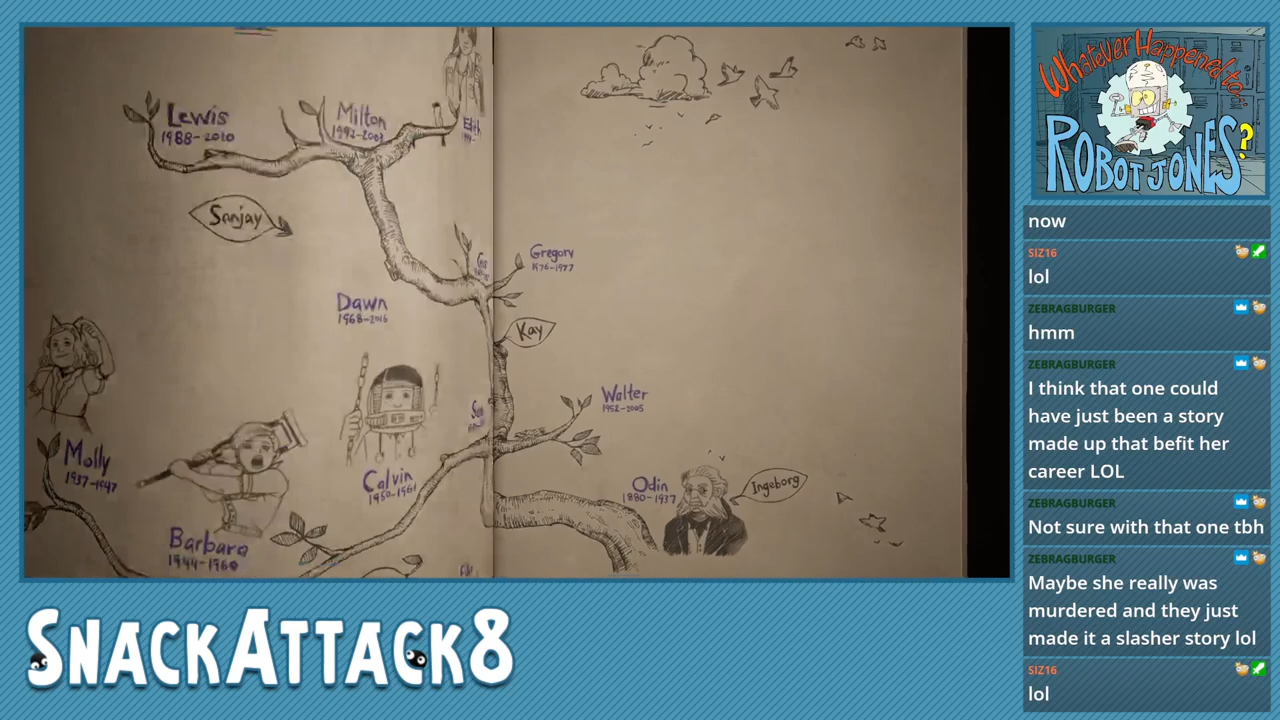 Lewis
1988-2010
Milton
1992-2003
Edith
Sanjay
Gregory
1976-1977
Dawn
1968-2016
Kay
Walter
1952-2005
Molly
1937-1947
Calvin
1950-1961
Odin
1880-1937
Ingeborg
Barbara
1944-1960
SNACKATTACK8
Whatever Happened to...
ROBOT JONES?
now
SIZ16
lol
ZEBRAGBURGER
hmm
ZEBRAGBURGER
I think that one could
have just been a story
made up that befit her
career LOL
ZEBRAGBURGER
Not sure with that one tbh
ZEBRAGBURGER
Maybe she really was
murdered and they just
made it a slasher story lol
SIZ16
lol